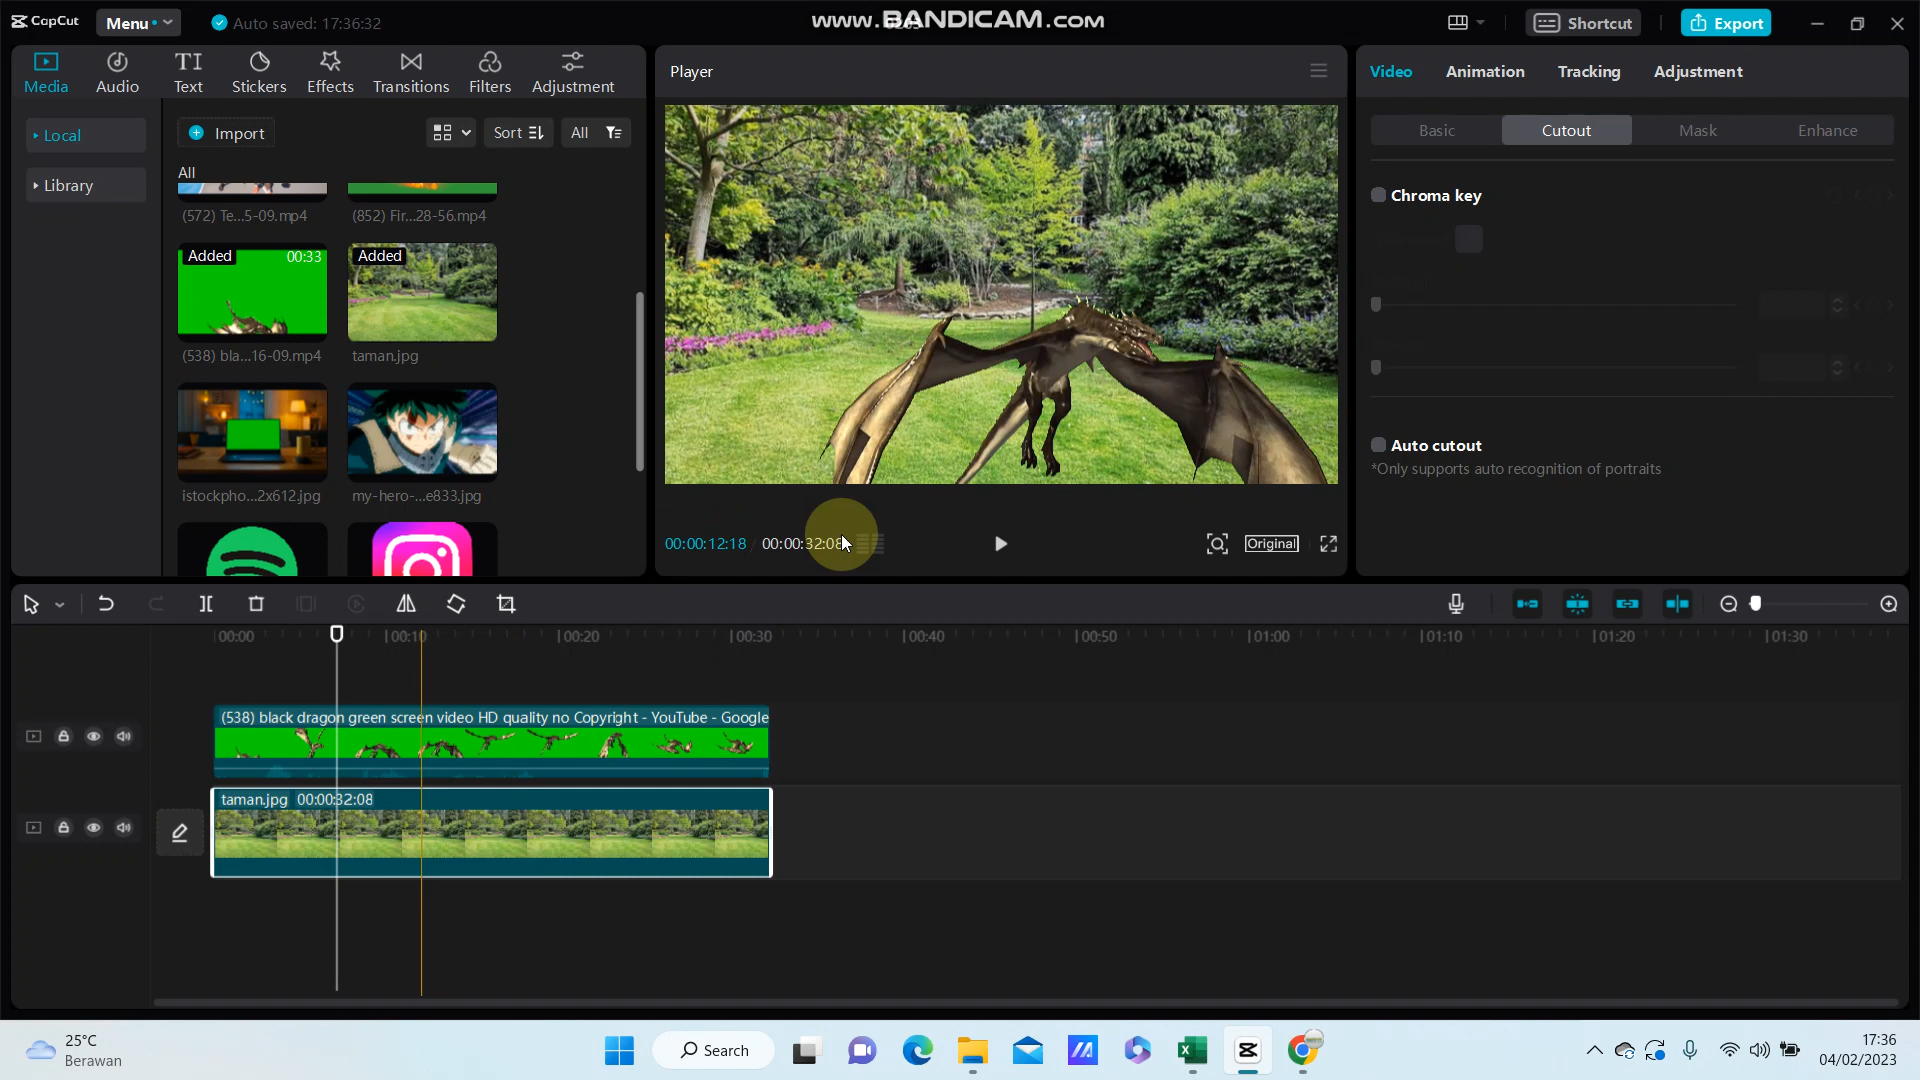 CapCut
Menu
Auto saved: 17:36:32
www.BANDICAM.com
Shortcut
Export
Media
Audio
Text
Stickers
Effects
Transitions
Filters
Adjustment
Local
Library
Import
Sort
All
All
(572) Te...5-09.mp4
(852) Fir...28-56.mp4
Added 00:33
Added
(538) bla...16-09.mp4
taman.jpg
istockpho...2x612.jpg
my-hero-...e833.jpg
Player
00:00:12:18
00:00:32:08
Original
Video
Animation
Tracking
Adjustment
Basic
Cutout
Mask
Enhance
Chroma key
Auto cutout
*Only supports auto recognition of portraits
00:00
00:10
00:20
00:30
00:40
00:50
01:00
01:10
01:20
01:30
(538) black dragon green screen video HD quality no Copyright - YouTube - Google
taman.jpg 00:00:32:08
25°C
Berawan
Search
17:36
04/02/2023